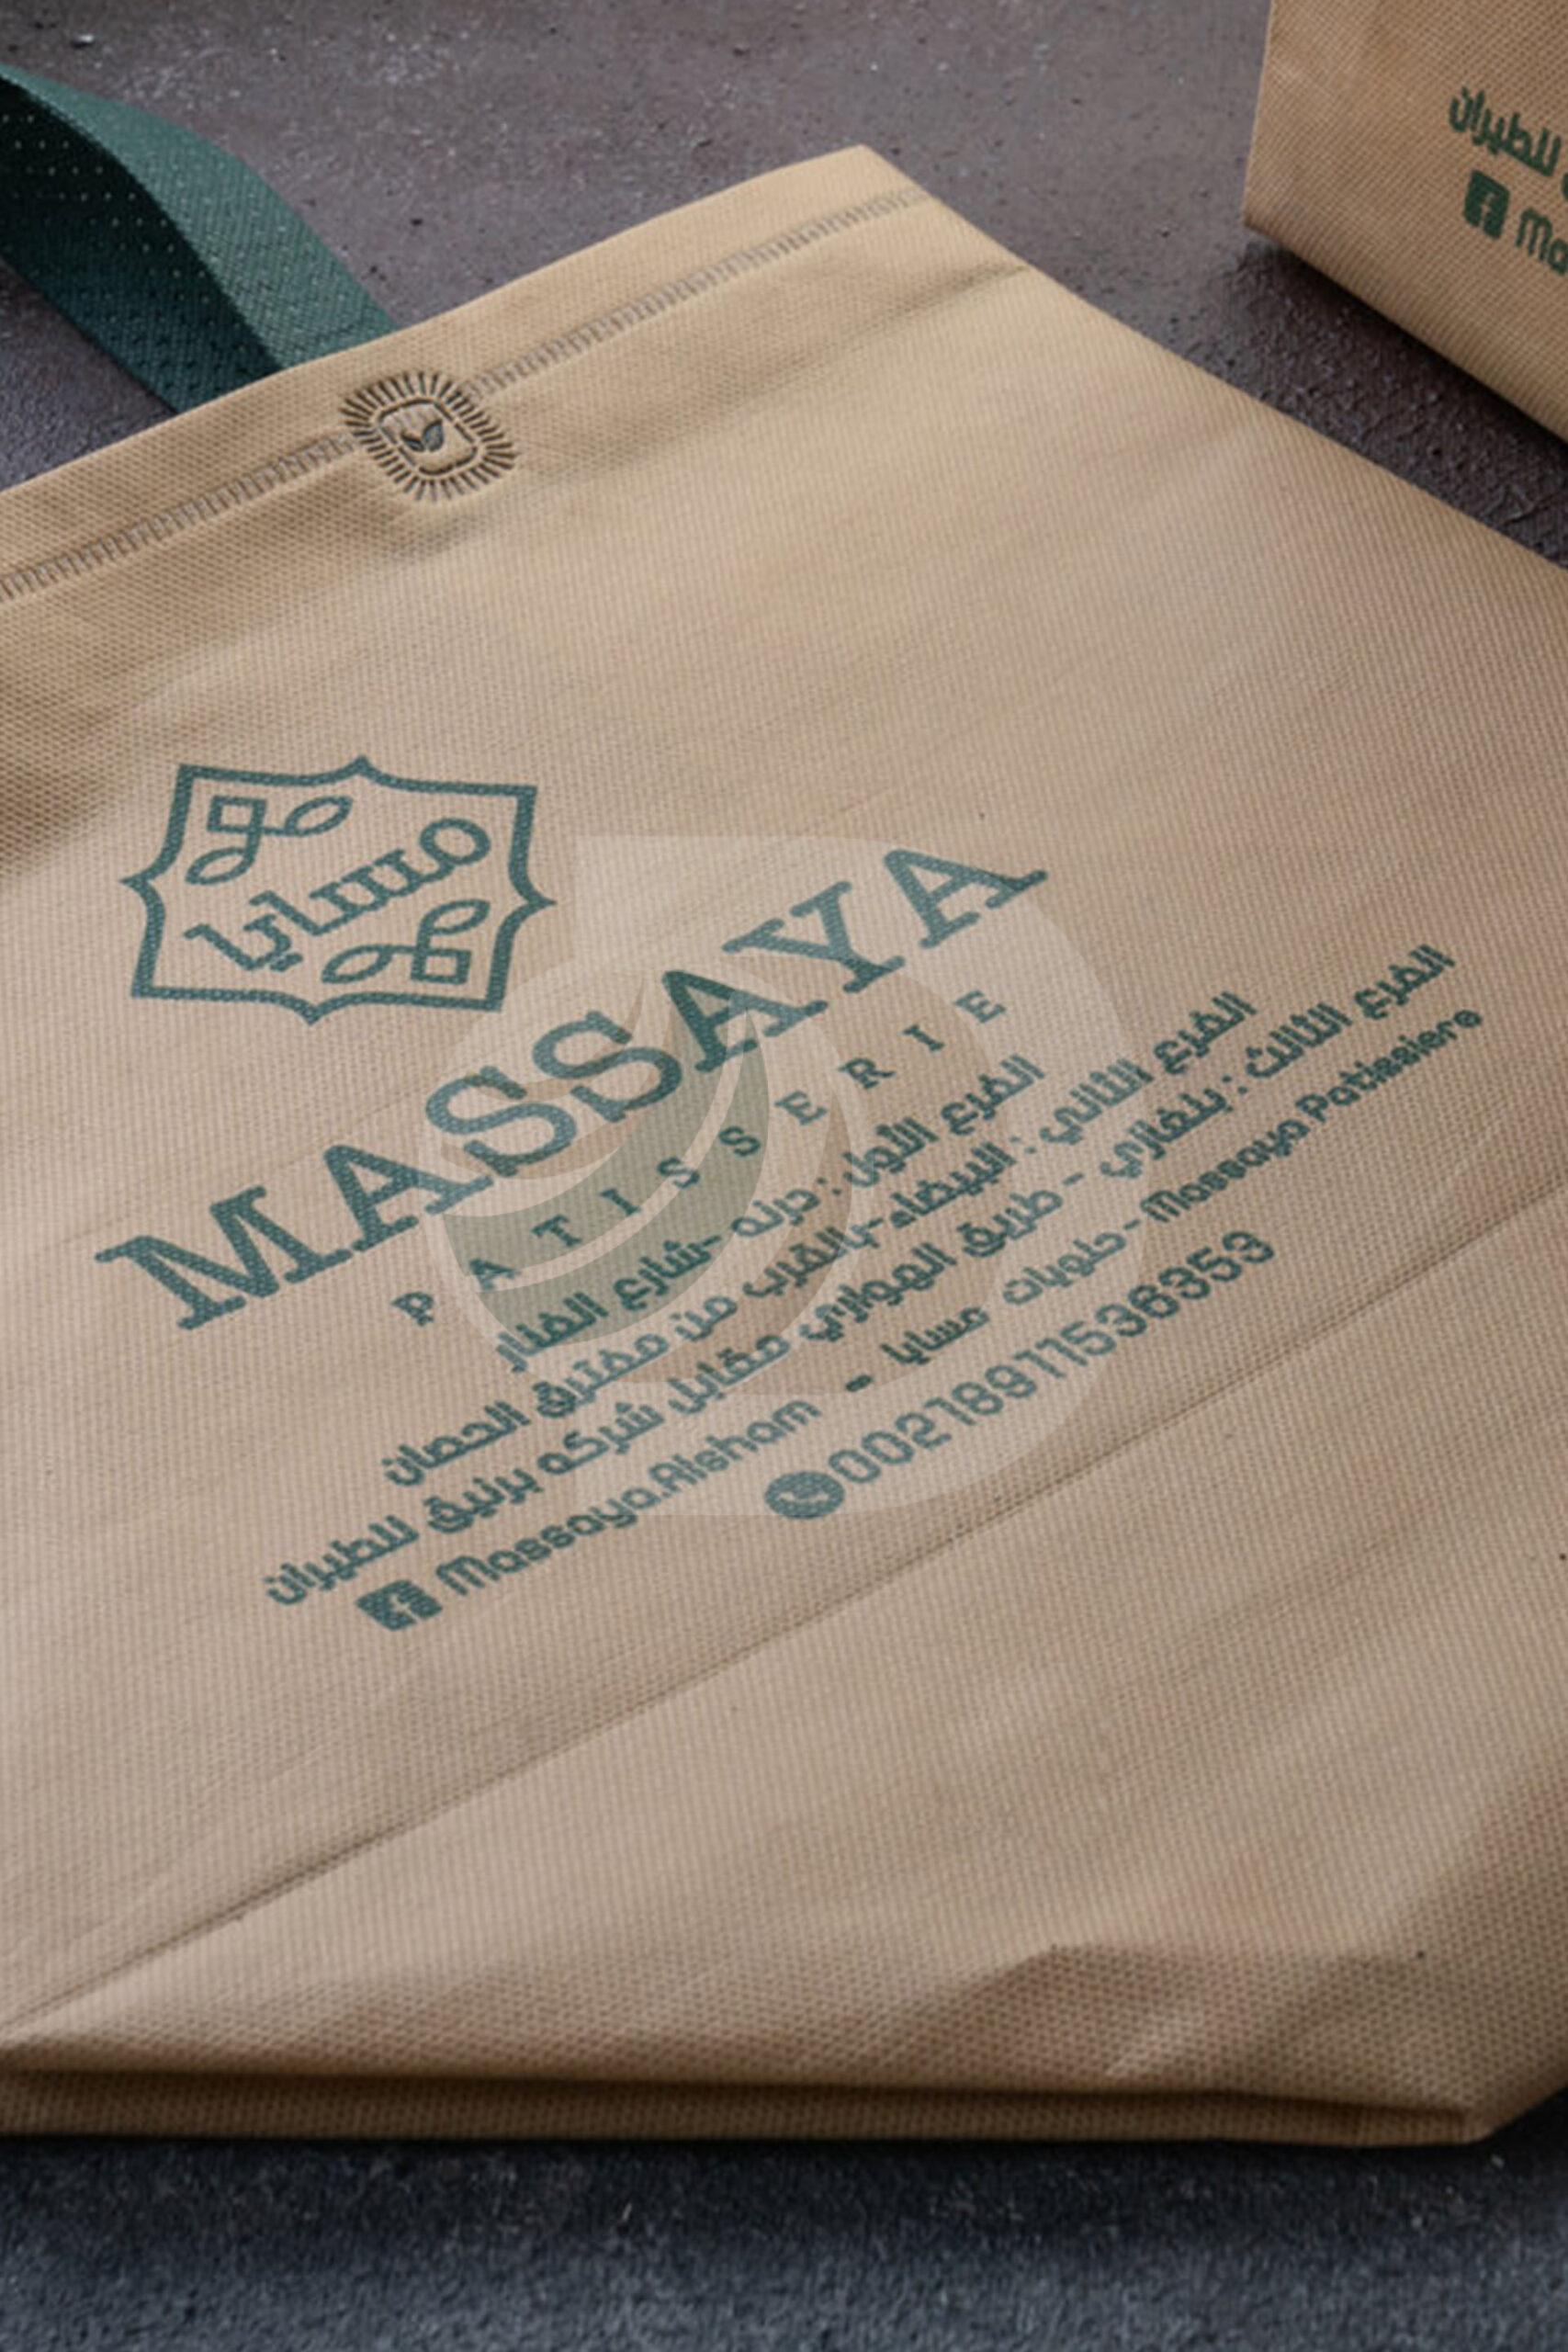 مسايا
MASSAYA
PATISSERIE
الفرع الأول : درنه -شارع الفنار
الفرع الثاني : البيضاء-بالقرب من مفترق الحصان
الفرع الثالث : بنغازي - طريق الهواري مقابل شركه برنيق للطيران
Massaya.Alsham - حلويات مسايا - Massaya Patissiere
00218911536353
للطيران
Ma